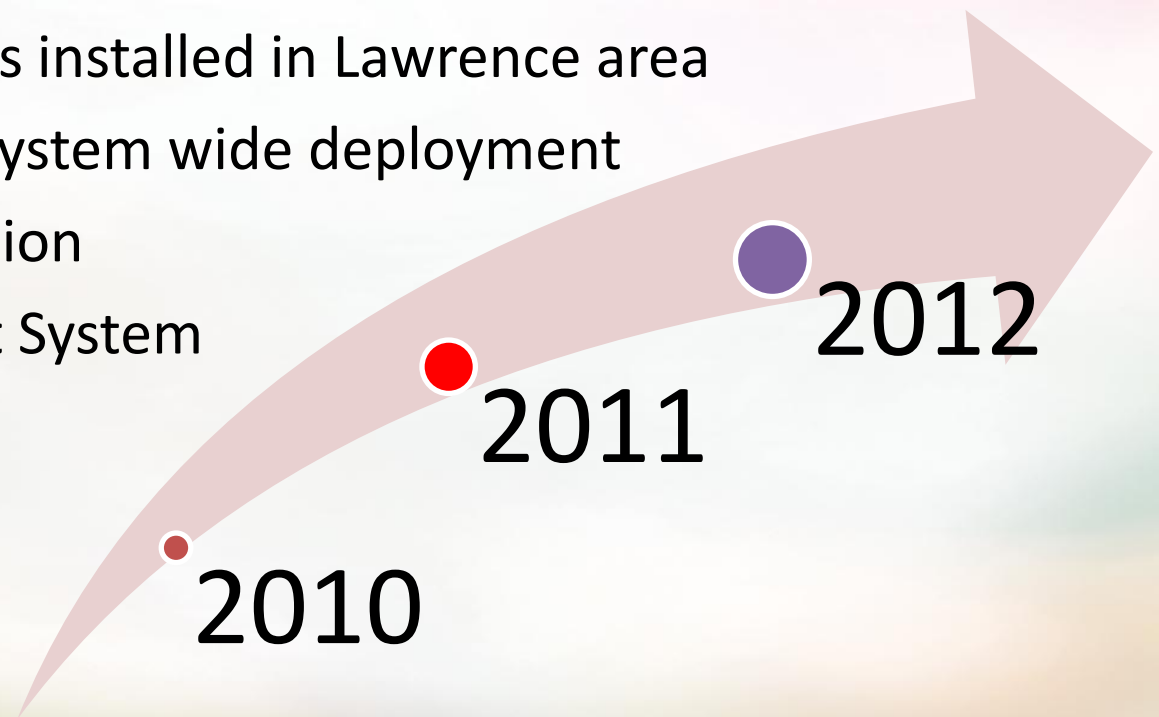 s installed in Lawrence area
ystem wide deployment
ion
t System
2012
2011
2010